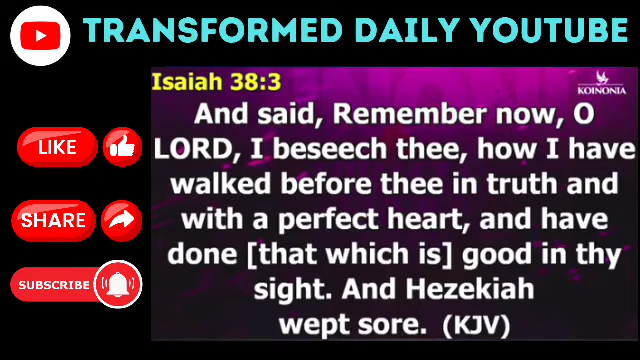 TRANSFORMED DAILY YOUTUBE
Isaiah 38:3
KOINONIA
And said, Remember now, O
LORD, I beseech thee, how I have
walked before thee in truth and
with a perfect heart, and have
done [that which is] good in thy
sight. And Hezekiah
wept sore. (KJV)
LIKE
SHARE
SUBSCRIBE